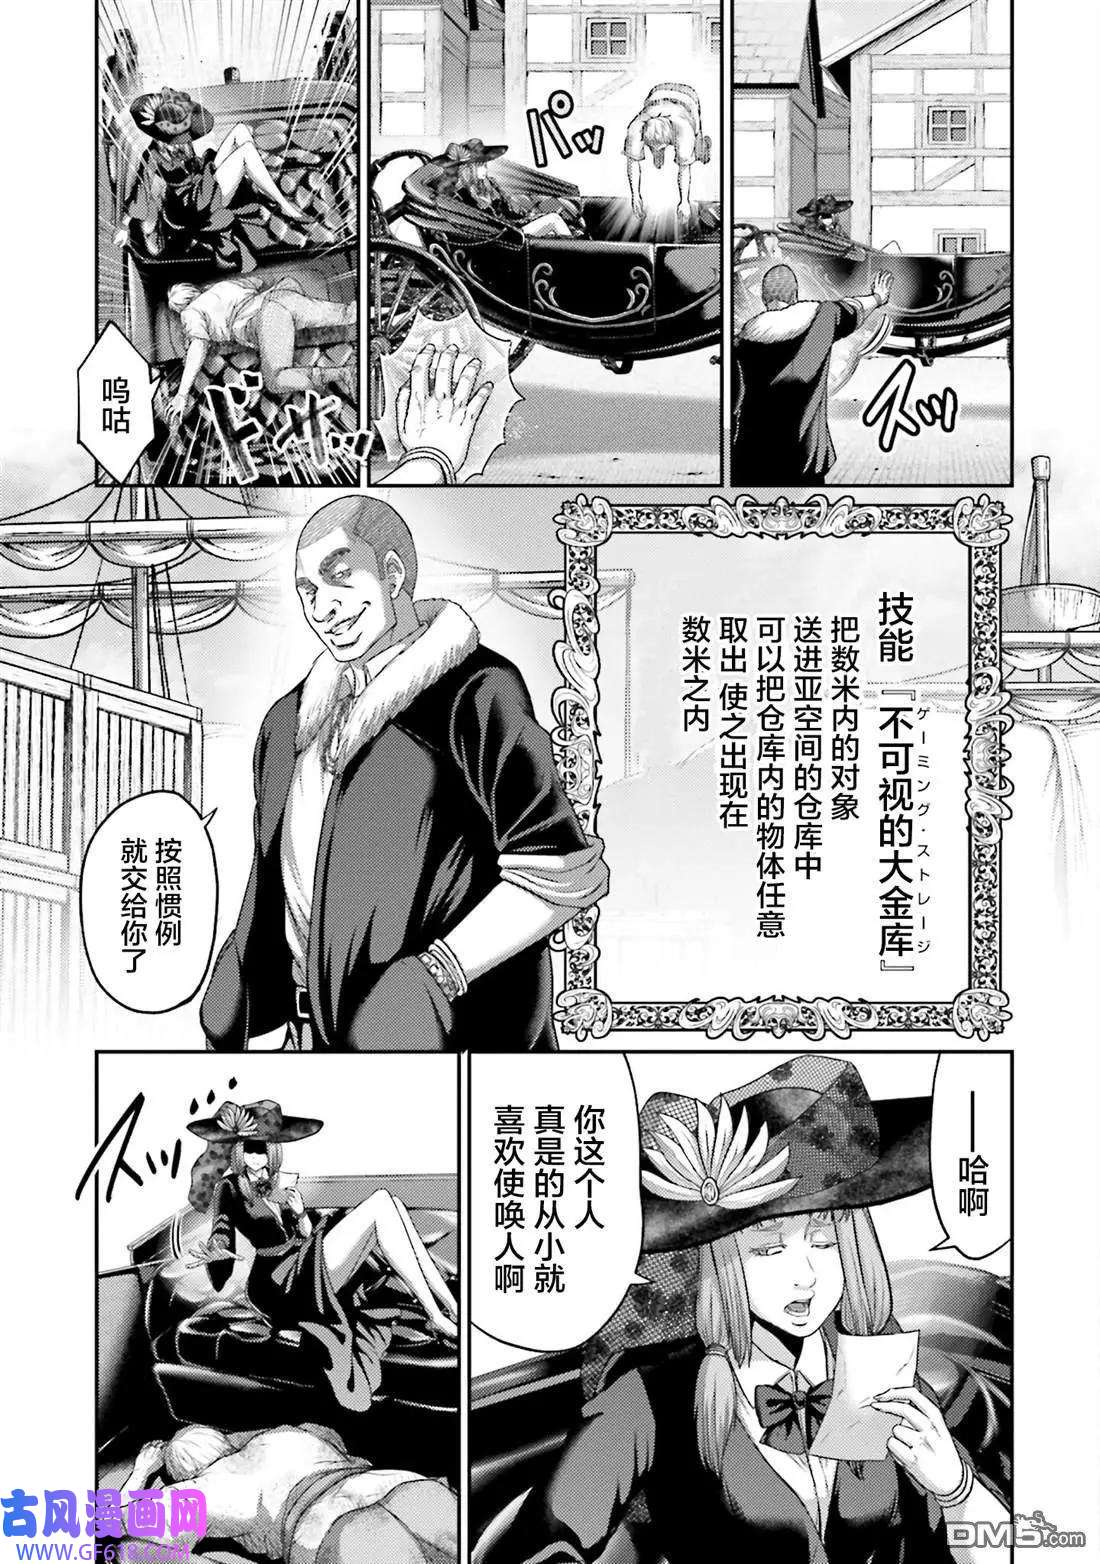 スッ
パッ
ドサッ
呜咕
技能『不可视的大金库』
ゲーミング・ストレージ
把数米内的对象
送进亚空间的仓库中
可以把仓库内的物体任意
取出 使之出现在
数米之内
按照惯例
就交给你了
——哈啊
你这个人
真是的从小就
喜欢使唤人啊
スッ
古风漫画网
WWW.GF618.COM
DM5.com